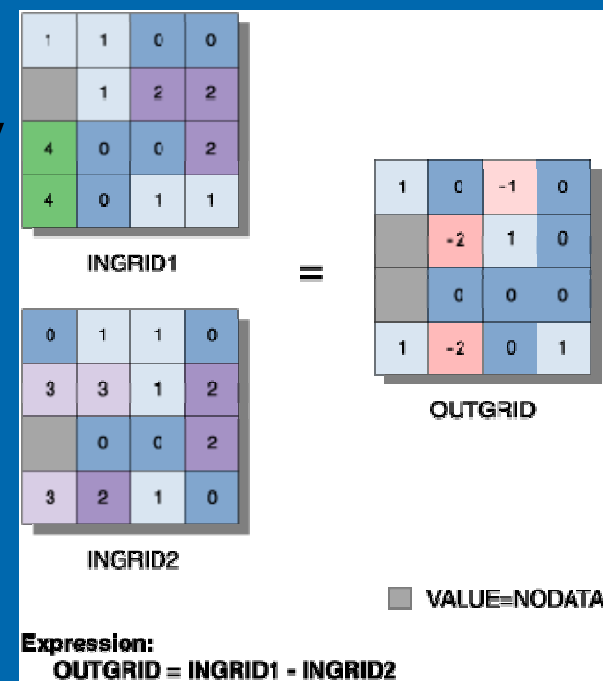 1 1 0 0
1 2 2
4 0 0 2
4 0 1 1
INGRID1
=
0 1 1 0
3 3 1 2
0 0 2
3 2 1 0
INGRID2
1 0 -1 0
-2 1 0
0 0 0
1 -2 0 1
OUTGRID
VALUE=NODATA
Expression:
OUTGRID = INGRID1 - INGRID2